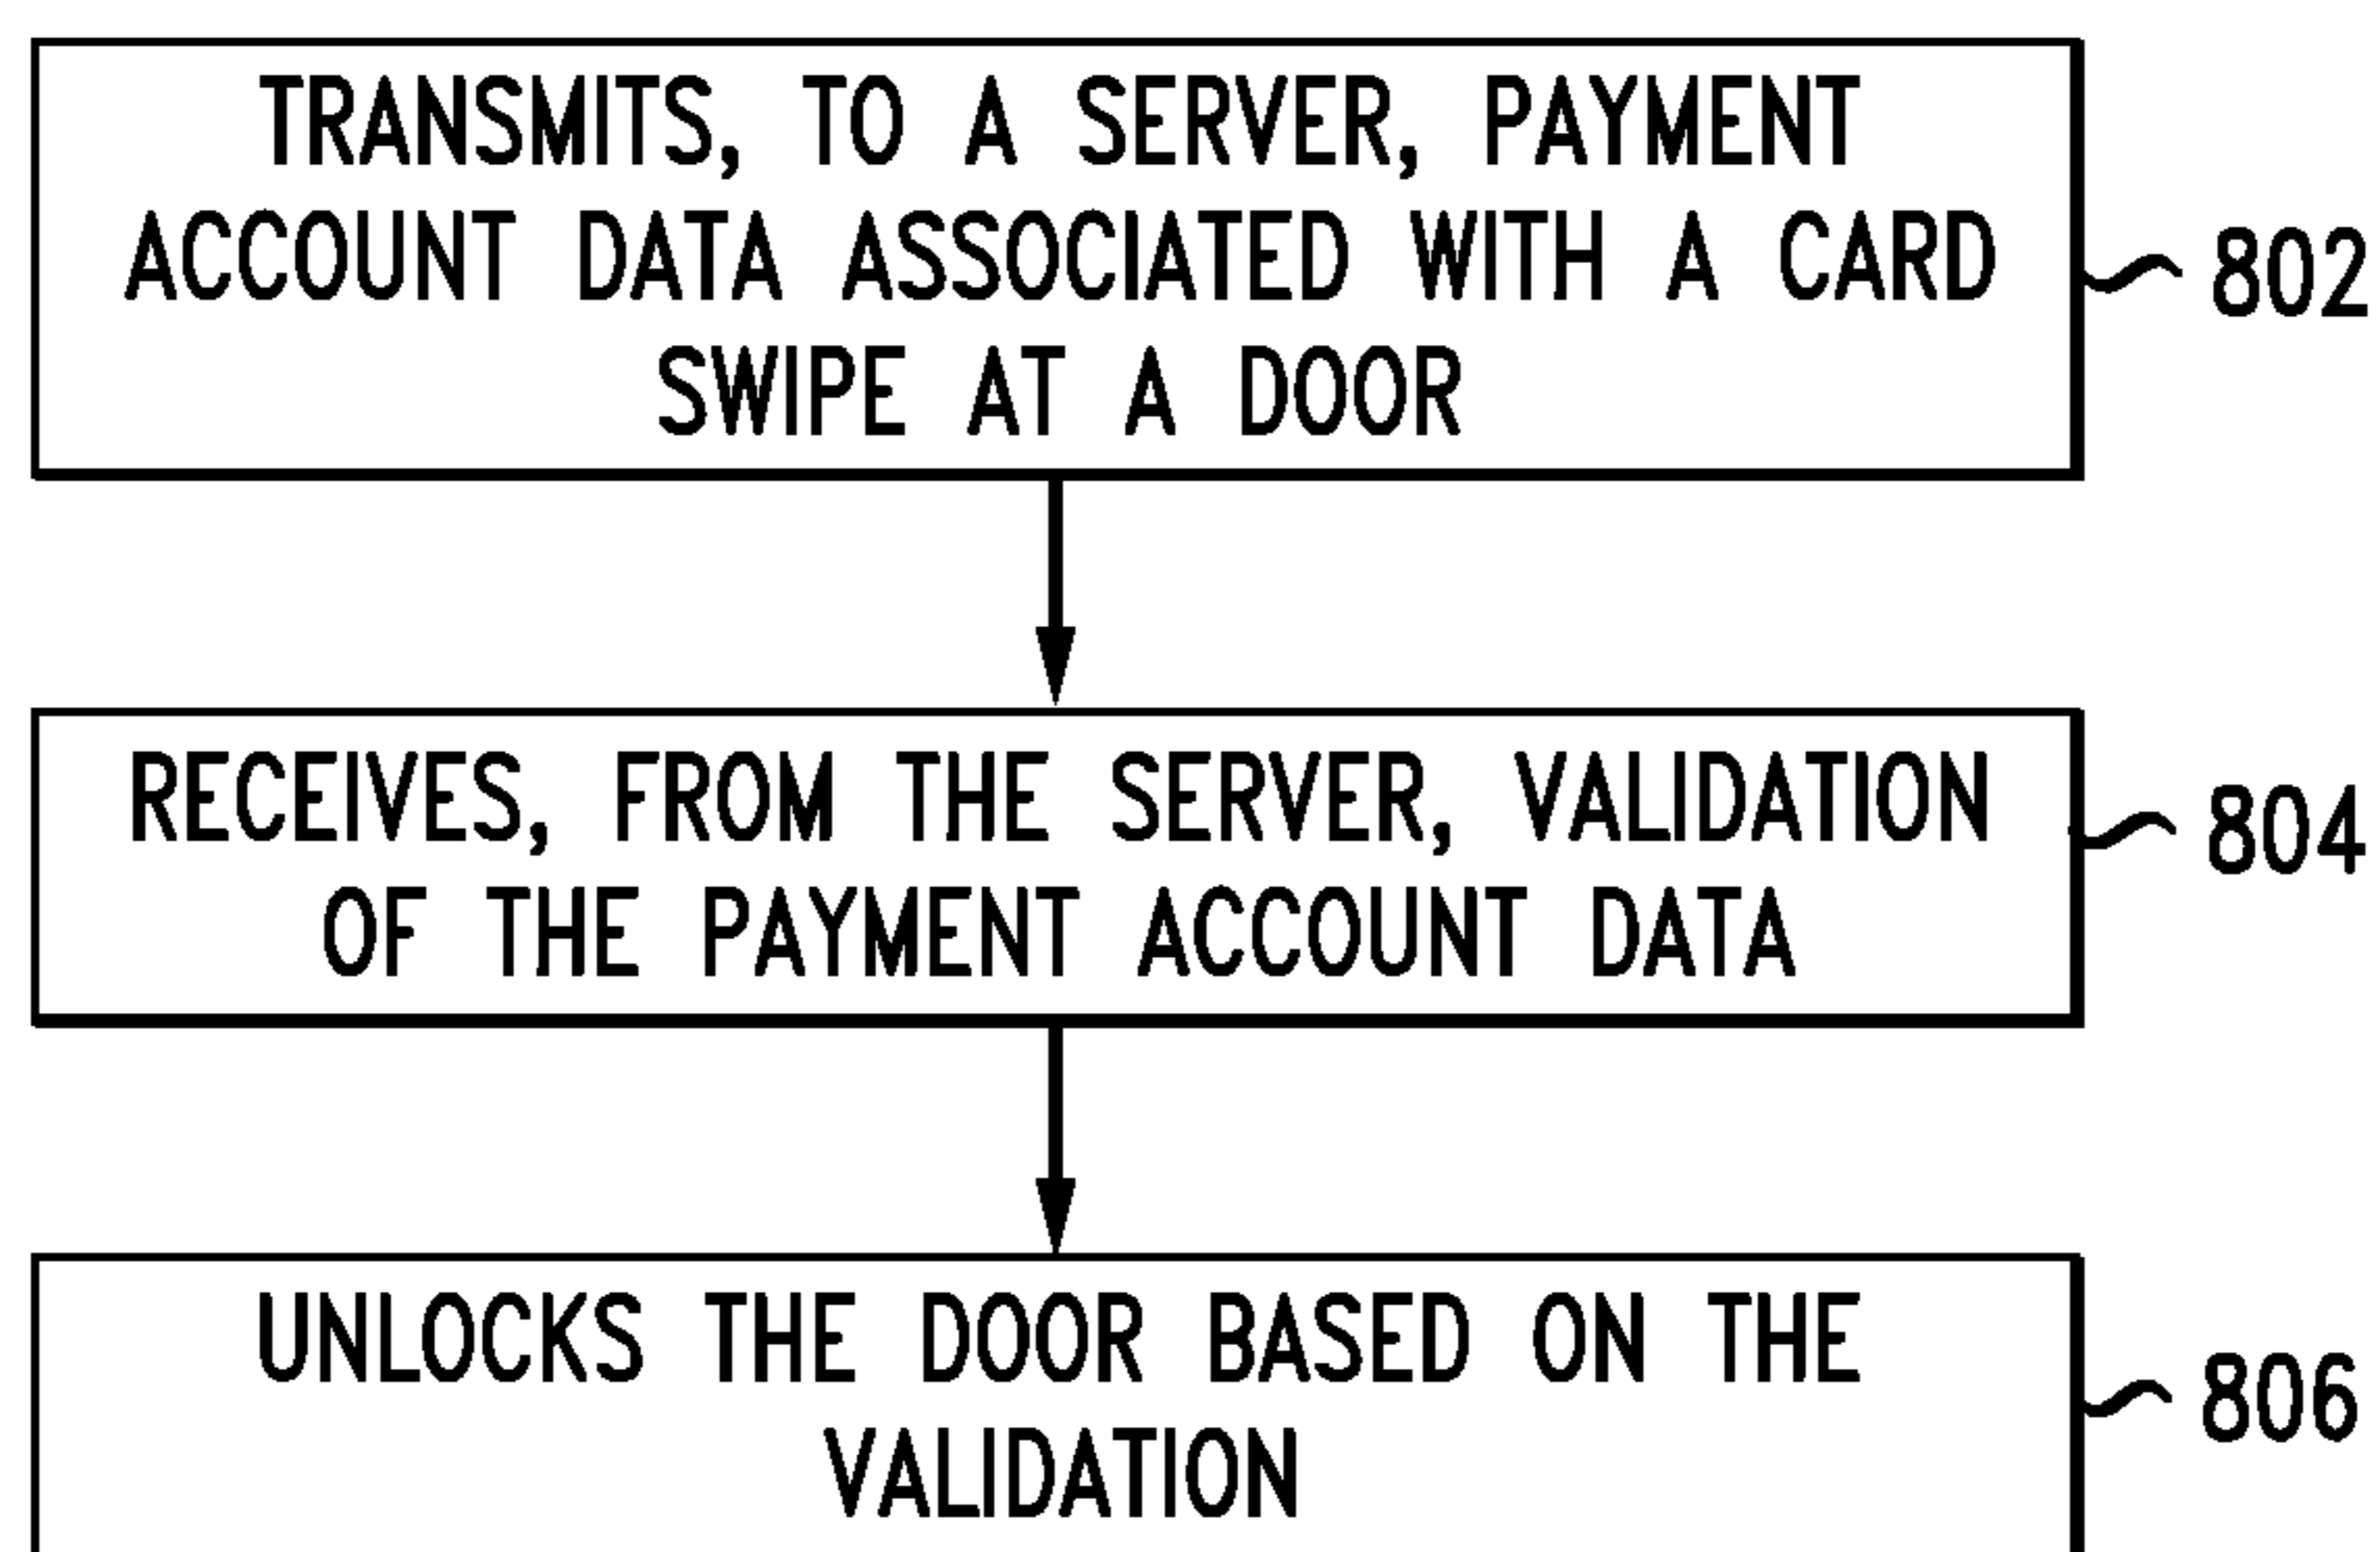 TRANSMITS, TO A SERVER, PAYMENT
ACCOUNT DATA ASSOCIATED WITH A CARD
SWIPE AT A DOOR
802
RECEIVES, FROM THE SERVER, VALIDATION
OF THE PAYMENT ACCOUNT DATA
804
UNLOCKS THE DOOR BASED ON THE
VALIDATION
806